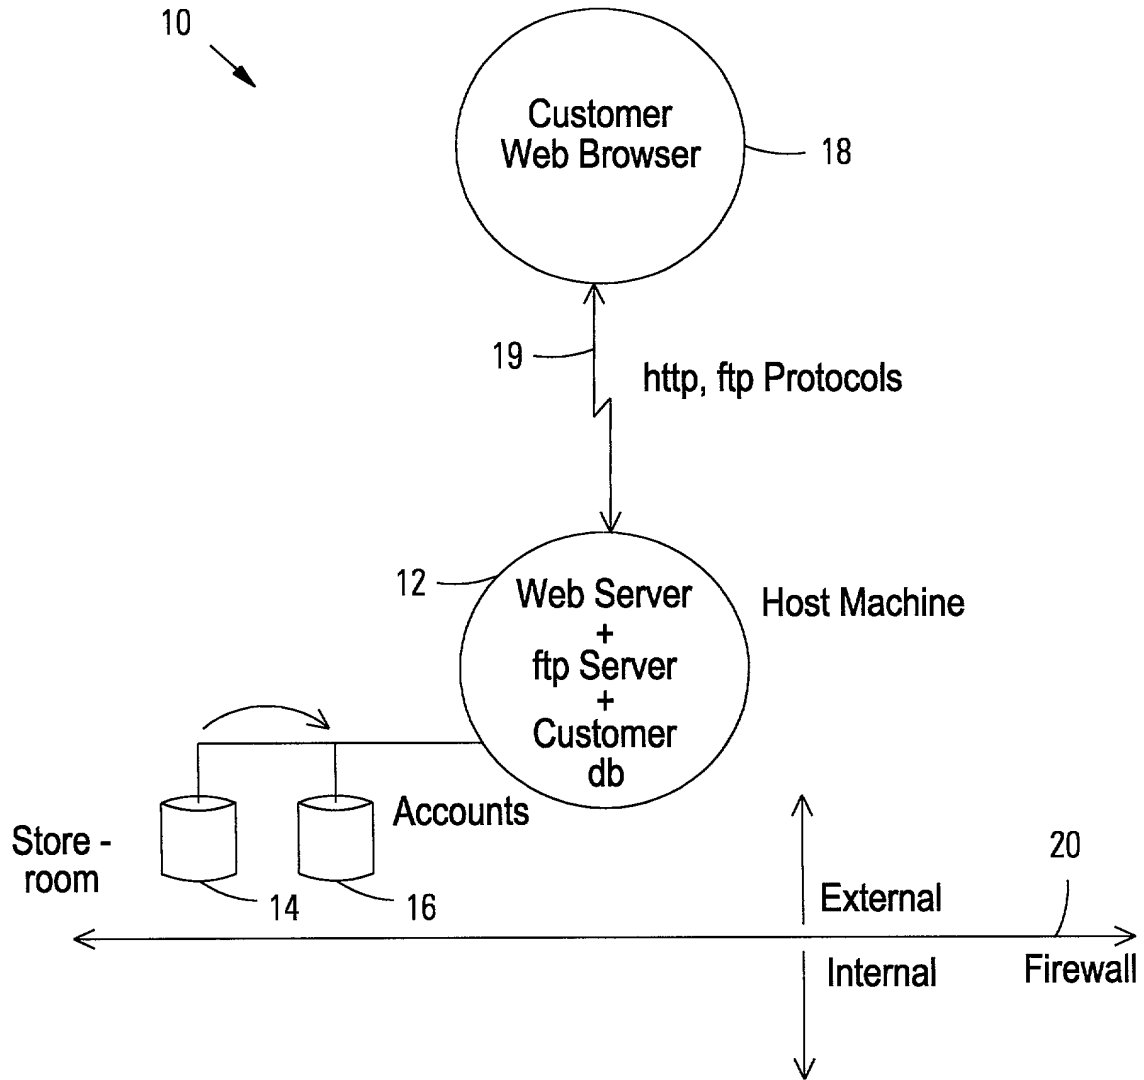 10
Customer
Web Browser
18
19
http, ftp Protocols
12
Web Server
+
ftp Server
+
Customer
db
Host Machine
Accounts
Store -
room
14
16
20
External
Internal
Firewall